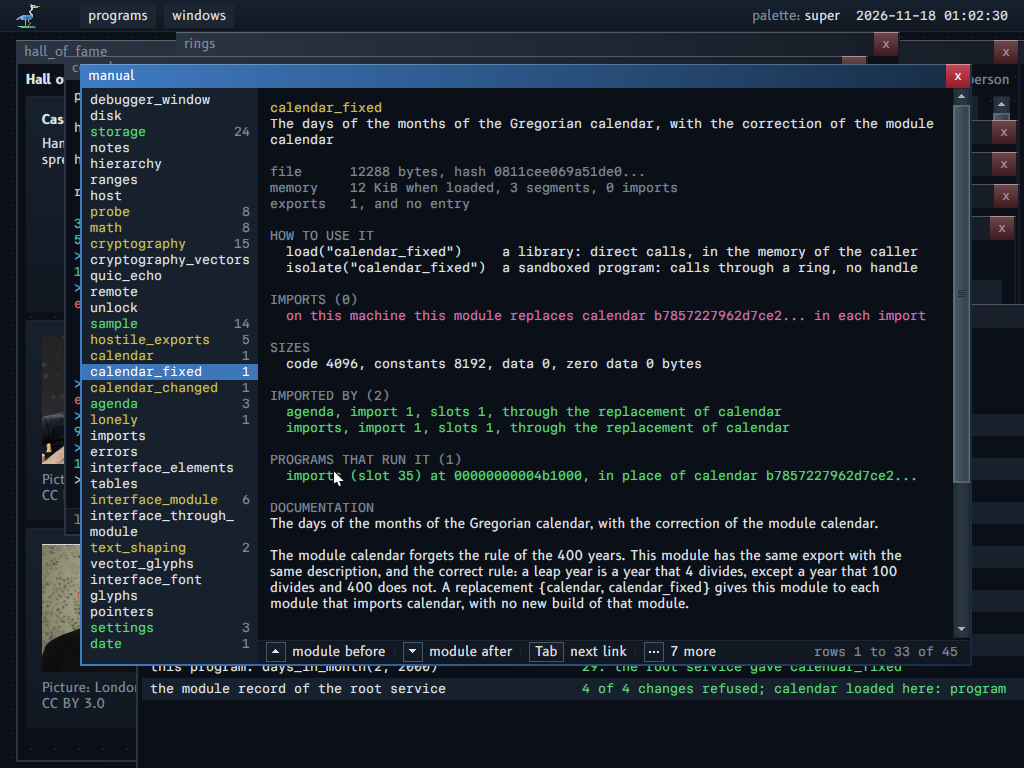 programs windows palette: super 2026-11-18 01:02:30
rings x
hall_of_fame x
manual x
Hall o
person
Cas
Han
spre
Pict
CC
Picture: Londor
CC BY 3.0
debugger_window
disk
storage 24
notes
hierarchy
ranges
host
probe 8
math 8
cryptography 15
cryptography_vectors
quic_echo
remote
unlock
sample 14
hostile_exports 5
calendar 1
calendar_fixed 1
calendar_changed 1
agenda 3
lonely 1
imports
errors
interface_elements
tables
interface_module 6
interface_through_
module
text_shaping 2
vector_glyphs
interface_font
glyphs
pointers
settings 3
date 1
calendar_fixed
The days of the months of the Gregorian calendar, with the correction of the module
calendar
file 12288 bytes, hash 0811cee069a51de0...
memory 12 KiB when loaded, 3 segments, 0 imports
exports 1, and no entry
HOW TO USE IT
load("calendar_fixed") a library: direct calls, in the memory of the caller
isolate("calendar_fixed") a sandboxed program: calls through a ring, no handle
IMPORTS (0)
on this machine this module replaces calendar b7857227962d7ce2... in each import
SIZES
code 4096, constants 8192, data 0, zero data 0 bytes
IMPORTED BY (2)
agenda, import 1, slots 1, through the replacement of calendar
imports, import 1, slots 1, through the replacement of calendar
PROGRAMS THAT RUN IT (1)
imports (slot 35) at 00000000004b1000, in place of calendar b7857227962d7ce2...
DOCUMENTATION
The days of the months of the Gregorian calendar, with the correction of the module calendar.
The module calendar forgets the rule of the 400 years. This module has the same export with the
same description, and the correct rule: a leap year is a year that 4 divides, except a year that 100
divides and 400 does not. A replacement {calendar, calendar_fixed} gives this module to each
module that imports calendar, with no new build of that module.
module before module after Tab next link ... 7 more rows 1 to 33 of 45
this program: days_in_month(2, 2000) 29: the root service gave calendar_fixed
the module record of the root service 4 of 4 changes refused; calendar loaded here: program